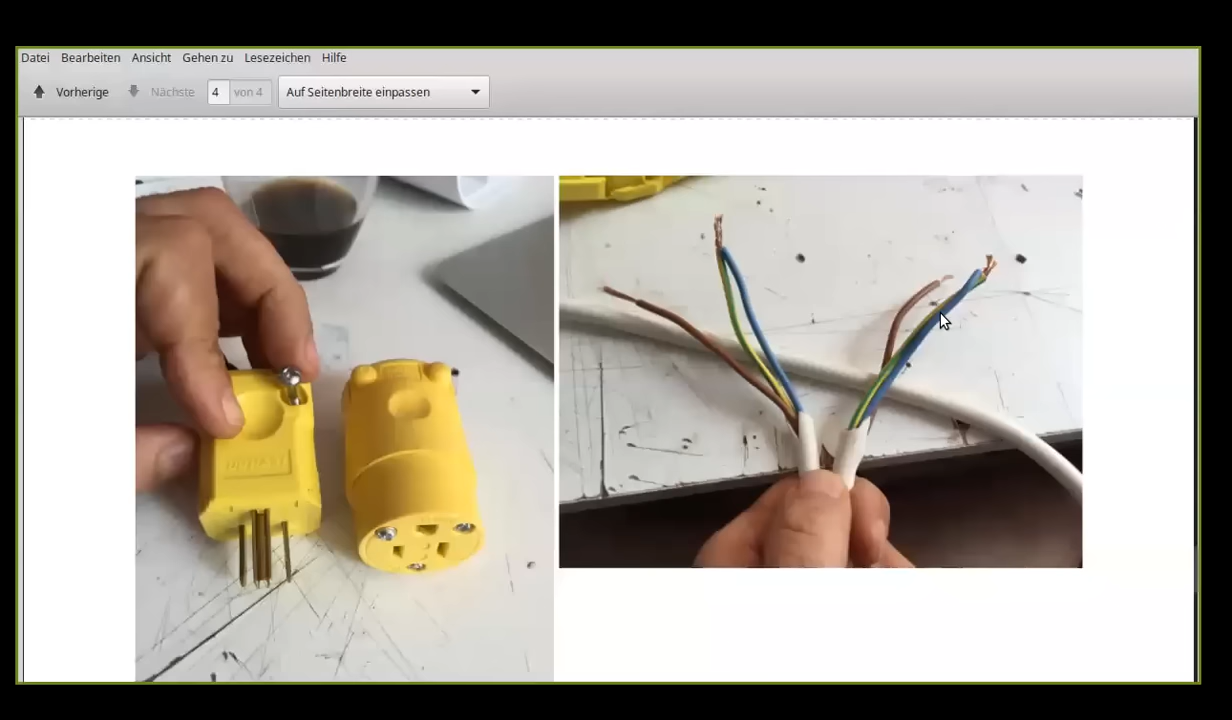 Datei Bearbeiten Ansicht Gehen zu Lesezeichen Hilfe
Vorherige Nächste 4 von 4 Auf Seitenbreite einpassen